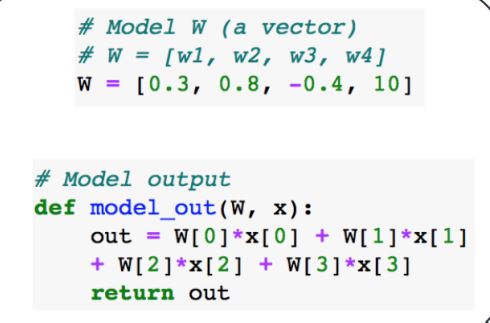 # Model W (a vector)
# W = [w1, w2, w3, w4]
W = [0.3, 0.8, -0.4, 10]
# Model output
def model_out(W, x):
    out = W[0]*x[0] + W[1]*x[1]
    + W[2]*x[2] + W[3]*x[3]
    return out